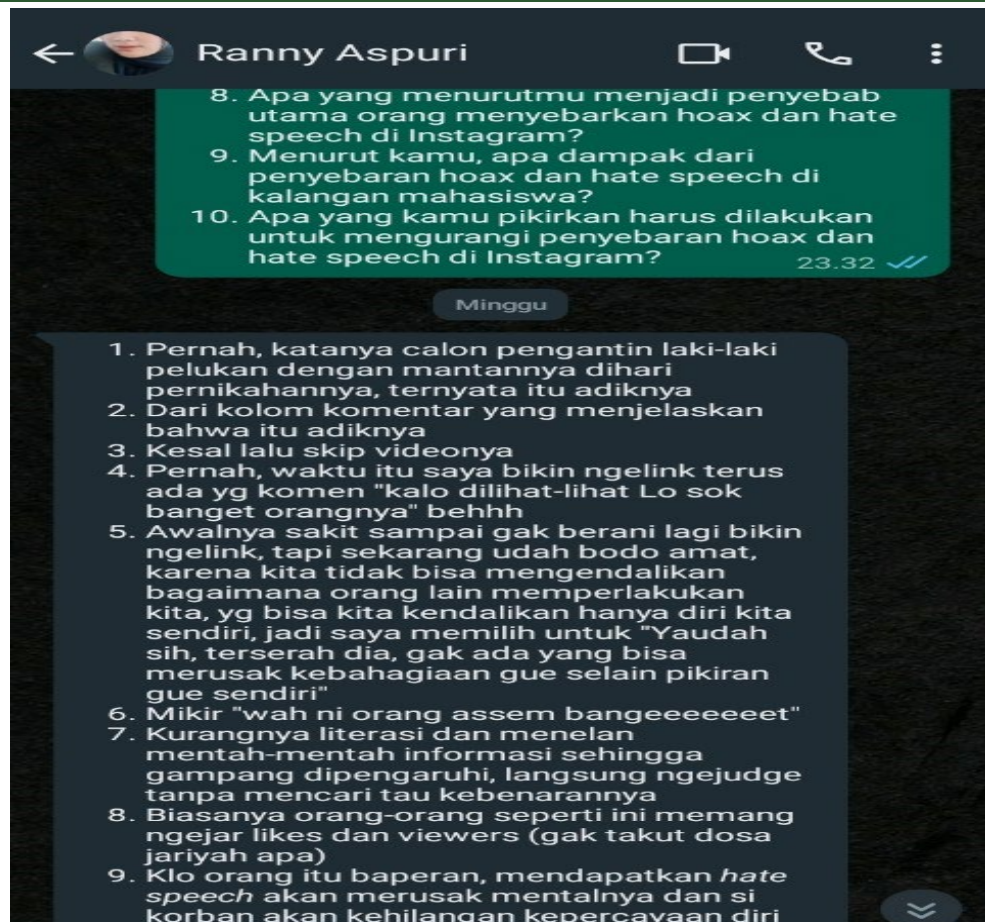 Ranny Aspuri
8. Apa yang menurutmu menjadi penyebab
utama orang menyebarkan hoax dan hate
speech di Instagram?
9. Menurut kamu, apa dampak dari
penyebaran hoax dan hate speech di
kalangan mahasiswa?
10. Apa yang kamu pikirkan harus dilakukan
untuk mengurangi penyebaran hoax dan
hate speech di Instagram?
23.32
Minggu
1. Pernah, katanya calon pengantin laki-laki
pelukan dengan mantannya dihari
pernikahannya, ternyata itu adiknya
2. Dari kolom komentar yang menjelaskan
bahwa itu adiknya
3. Kesal lalu skip videonya
4. Pernah, waktu itu saya bikin ngelink terus
ada yg komen "kalo dilihat-lihat Lo sok
banget orangnya" behhh
5. Awalnya sakit sampai gak berani lagi bikin
ngelink, tapi sekarang udah bodo amat,
karena kita tidak bisa mengendalikan
bagaimana orang lain memperlakukan
kita, yg bisa kita kendalikan hanya diri kita
sendiri, jadi saya memilih untuk "Yaudah
sih, terserah dia, gak ada yang bisa
merusak kebahagiaan gue selain pikiran
gue sendiri"
6. Mikir "wah ni orang assem bangeeeeeeet"
7. Kurangnya literasi dan menelan
mentah-mentah informasi sehingga
gampang dipengaruhi, langsung ngejudge
tanpa mencari tau kebenarannya
8. Biasanya orang-orang seperti ini memang
ngejar likes dan viewers (gak takut dosa
jariyah apa)
9. Klo orang itu baperan, mendapatkan hate
speech akan merusak mentalnya dan si
korban akan kehilangan kepercayaan diri